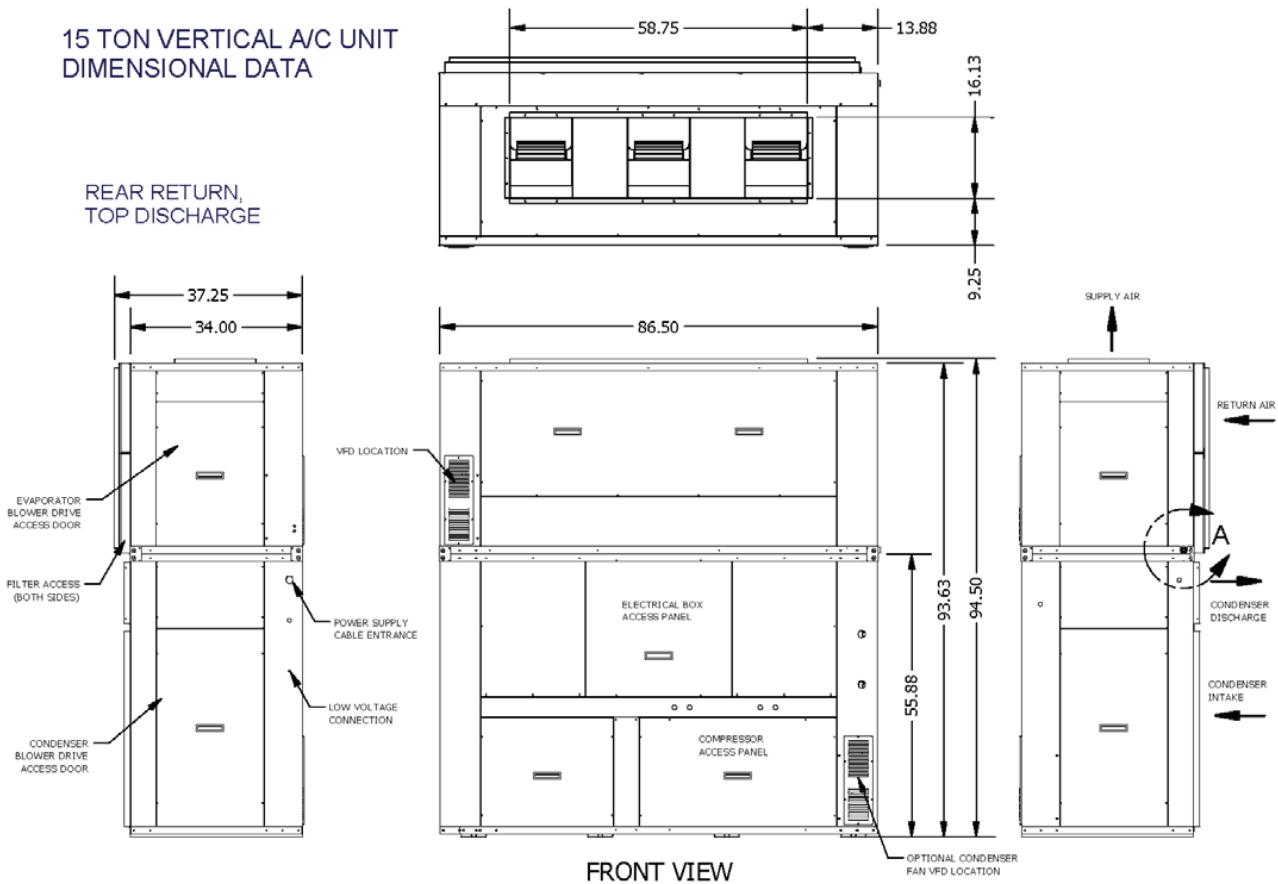 15 TON VERTICAL A/C UNIT
DIMENSIONAL DATA
58.75
13.88
16.13
REAR RETURN,
TOP DISCHARGE
9.25
37.25
34.00
86.50
SUPPLY AIR
RETURN AIR
VFD LOCATION
EVAPORATOR
BLOWER DRIVE
ACCESS DOOR
A
FILTER ACCESS
(BOTH SIDES)
ELECTRICAL BOX
ACCESS PANEL
93.63
94.50
POWER SUPPLY
CABLE ENTRANCE
CONDENSER
DISCHARGE
55.88
LOW VOLTAGE
CONNECTION
CONDENSER
INTAKE
CONDENSER
BLOWER DRIVE
ACCESS DOOR
COMPRESSOR
ACCESS PANEL
OPTIONAL CONDENSER
FAN VFD LOCATION
FRONT VIEW